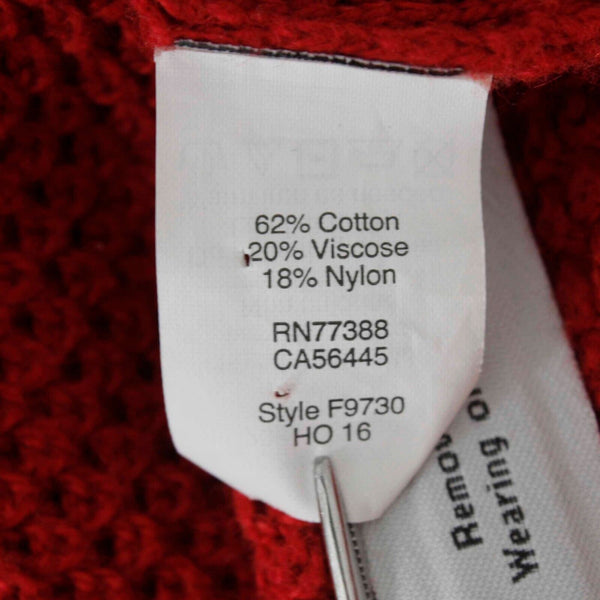 62% Cotton
20% Viscose
18% Nylon
RN77388
CA56445
Style F9730
HO 16
Remov
Wearing o